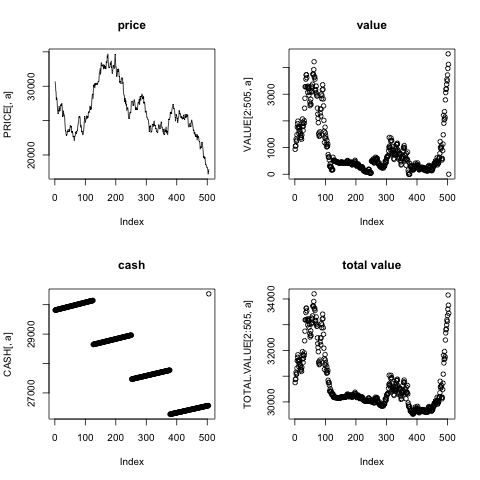 price
PRICE[, a]
20000
30000
0 100 200 300 400 500
Index
value
VALUE[2:505, a]
0
1000
3000
0 100 200 300 400 500
Index
cash
CASH[, a]
27000
29000
0 100 200 300 400 500
Index
total value
TOTAL.VALUE[2:505, a]
30000
32000
34000
0 100 200 300 400 500
Index